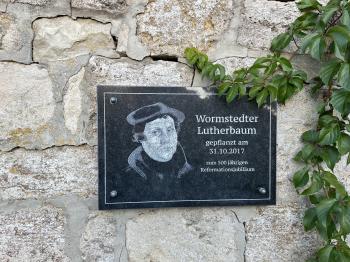 Wormstedter
Lutherbaum
gepflanzt am
31.10.2017
zum 500 jährigen
Reformationsjubiläum